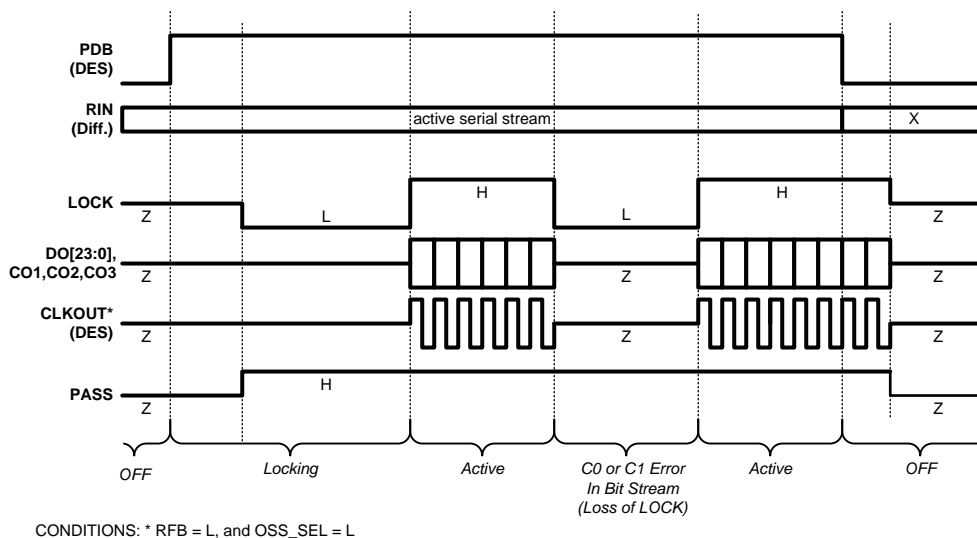 PDB
(DES)
RIN
(Diff.)
active serial stream
X
LOCK
Z
L
H
L
H
Z
DO[23:0],
CO1,CO2,CO3
Z
Z
Z
CLKOUT*
(DES)
Z
Z
Z
PASS
Z
H
Z
OFF
Locking
Active
C0 or C1 Error
In Bit Stream
(Loss of LOCK)
Active
OFF
CONDITIONS: * RFB = L, and OSS_SEL = L